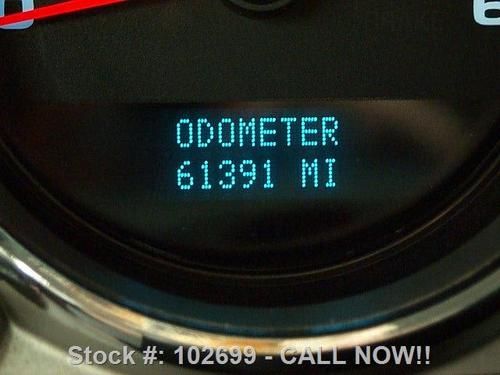 ODOMETER
61391 MI
Stock #: 102699 - CALL NOW!!